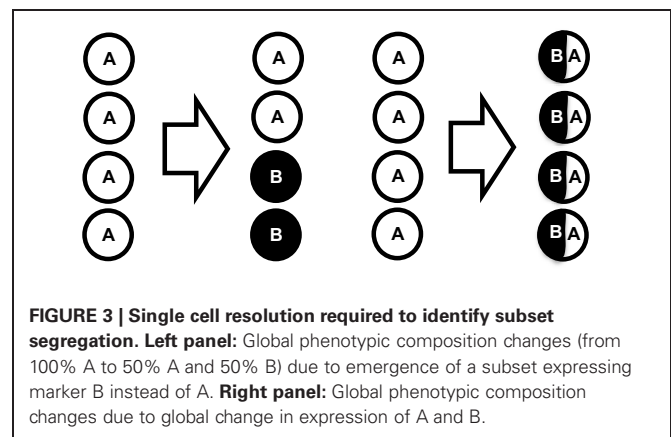 A A A B A
A A A B A
A B A B A
A B A B A
FIGURE 3 | Single cell resolution required to identify subset
segregation. Left panel: Global phenotypic composition changes (from
100% A to 50% A and 50% B) due to emergence of a subset expressing
marker B instead of A. Right panel: Global phenotypic composition
changes due to global change in expression of A and B.